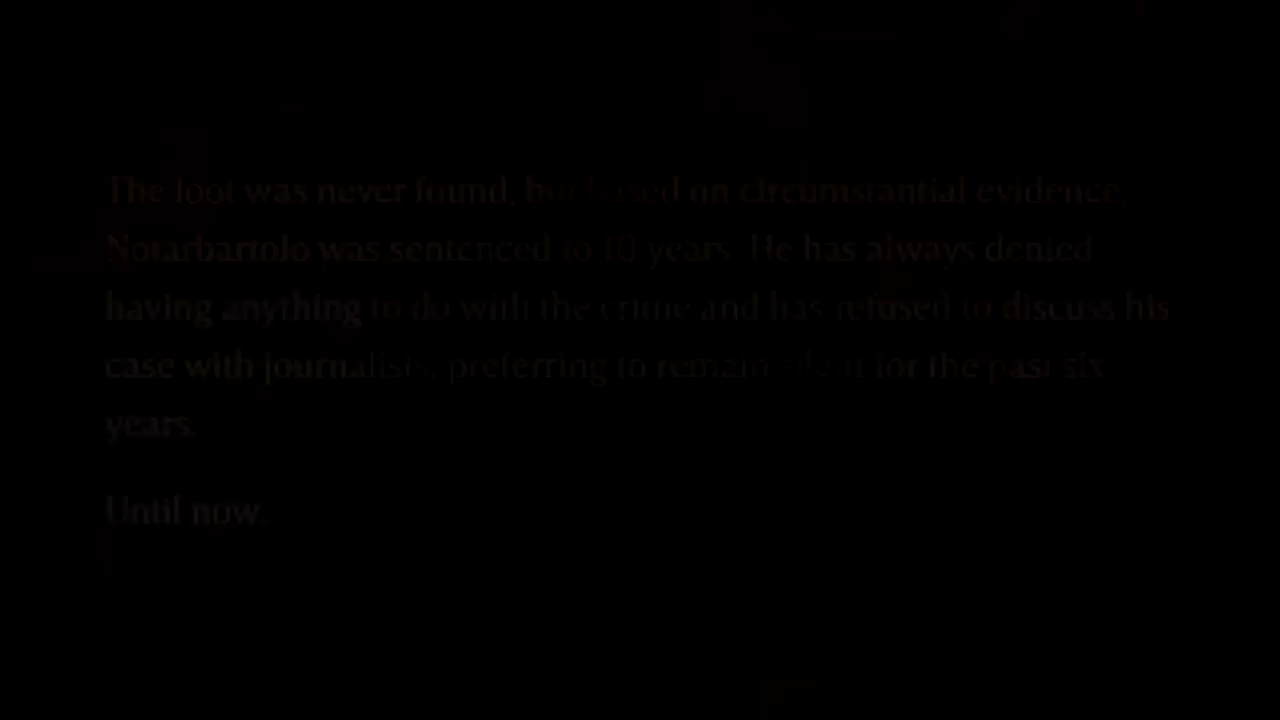 The loot was never found, but based on circumstantial evidence,
Notarbartolo was sentenced to 10 years. He has always denied
having anything to do with the crime and has refused to discuss his
case with journalists, preferring to remain silent for the past six
years.
Until now.